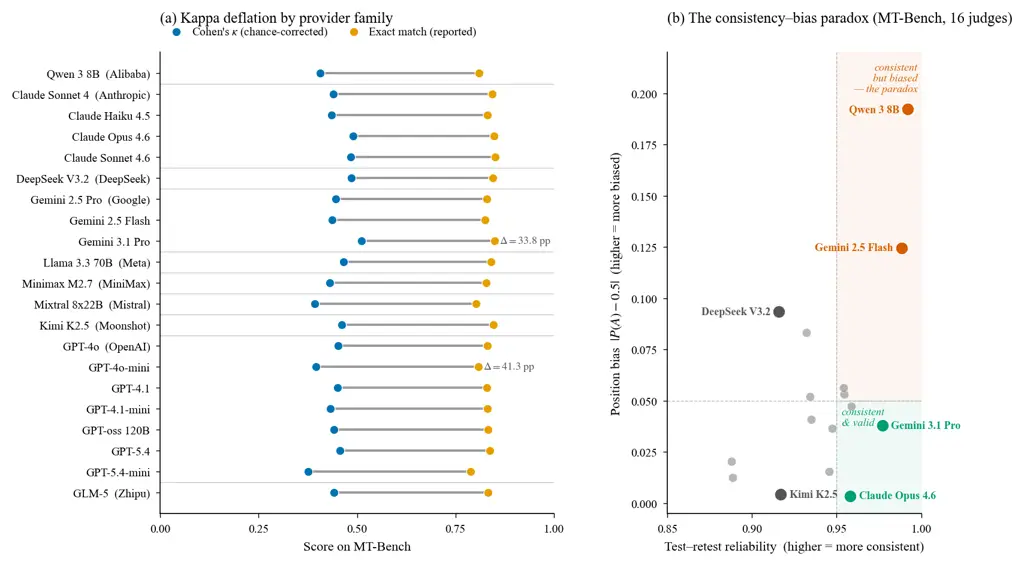 (a) Kappa deflation by provider family
Cohen's κ (chance-corrected)
Exact match (reported)
Qwen 3 8B (Alibaba)
Claude Sonnet 4 (Anthropic)
Claude Haiku 4.5
Claude Opus 4.6
Claude Sonnet 4.6
DeepSeek V3.2 (DeepSeek)
Gemini 2.5 Pro (Google)
Gemini 2.5 Flash
Gemini 3.1 Pro
Δ = 33.8 pp
Llama 3.3 70B (Meta)
Minimax M2.7 (MiniMax)
Mixtral 8x22B (Mistral)
Kimi K2.5 (Moonshot)
GPT-4o (OpenAI)
GPT-4o-mini
Δ = 41.3 pp
GPT-4.1
GPT-4.1-mini
GPT-oss 120B
GPT-5.4
GPT-5.4-mini
GLM-5 (Zhipu)
0.00 0.25 0.50 0.75 1.00
Score on MT-Bench
(b) The consistency–bias paradox (MT-Bench, 16 judges)
Position bias |P(A) − 0.5| (higher = more biased)
0.200
0.175
0.150
0.125
0.100
0.075
0.050
0.025
0.000
consistent
but biased
— the paradox
Qwen 3 8B
Gemini 2.5 Flash
DeepSeek V3.2
consistent
& valid
Gemini 3.1 Pro
Kimi K2.5
Claude Opus 4.6
0.85 0.90 0.95 1.00
Test–retest reliability (higher = more consistent)